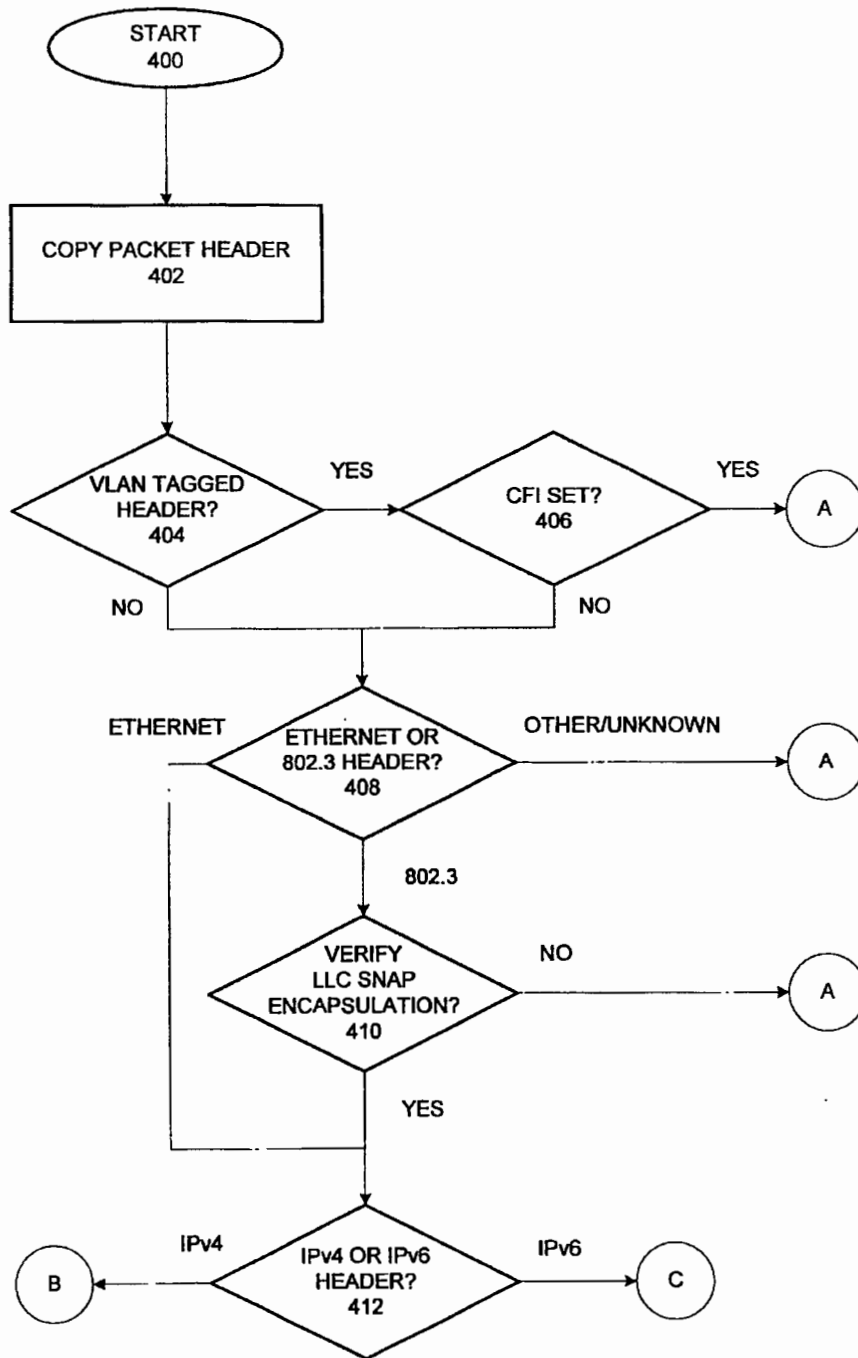 START
400
COPY PACKET HEADER
402
VLAN TAGGED
HEADER?
404
YES
CFI SET?
406
YES
A
NO
NO
ETHERNET
ETHERNET OR
802.3 HEADER?
408
OTHER/UNKNOWN
A
802.3
VERIFY
LLC SNAP
ENCAPSULATION?
410
NO
A
YES
IPv4
IPv4 OR IPv6
HEADER?
412
IPv6
B
C